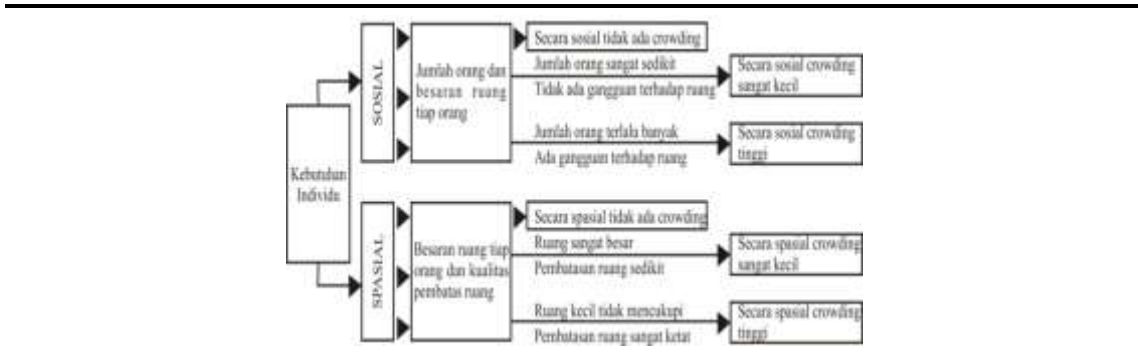 Kebutuhan
Individu
SOSIAL
Jumlah orang dan
besaran ruang
tiap orang
Secara sosial tidak ada crowding
Jumlah orang sangat sedikit
Tidak ada gangguan terhadap ruang
Secara sosial crowding
sangat kecil
Jumlah orang terlalu banyak
Ada gangguan terhadap ruang
Secara sosial crowding
tinggi
SPASIAL
Besaran ruang tiap
orang dan kualitas
pembatas ruang
Secara spasial tidak ada crowding
Ruang sangat besar
Pembatasan ruang sedikit
Secara spasial crowding
sangat kecil
Ruang kecil tidak mencukupi
Pembatasan ruang sangat ketat
Secara spasial crowding
tinggi